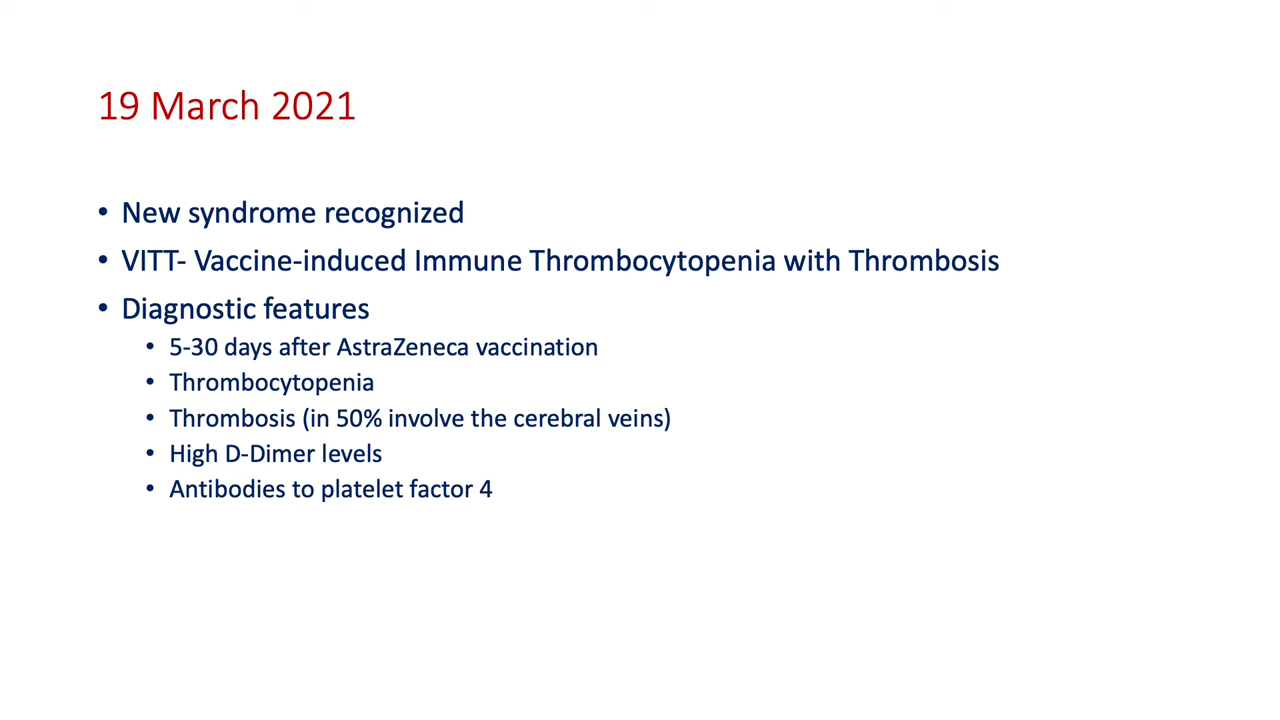 19 March 2021
• New syndrome recognized
• VITT- Vaccine-induced Immune Thrombocytopenia with Thrombosis
• Diagnostic features
• 5-30 days after AstraZeneca vaccination
• Thrombocytopenia
• Thrombosis (in 50% involve the cerebral veins)
• High D-Dimer levels
• Antibodies to platelet factor 4